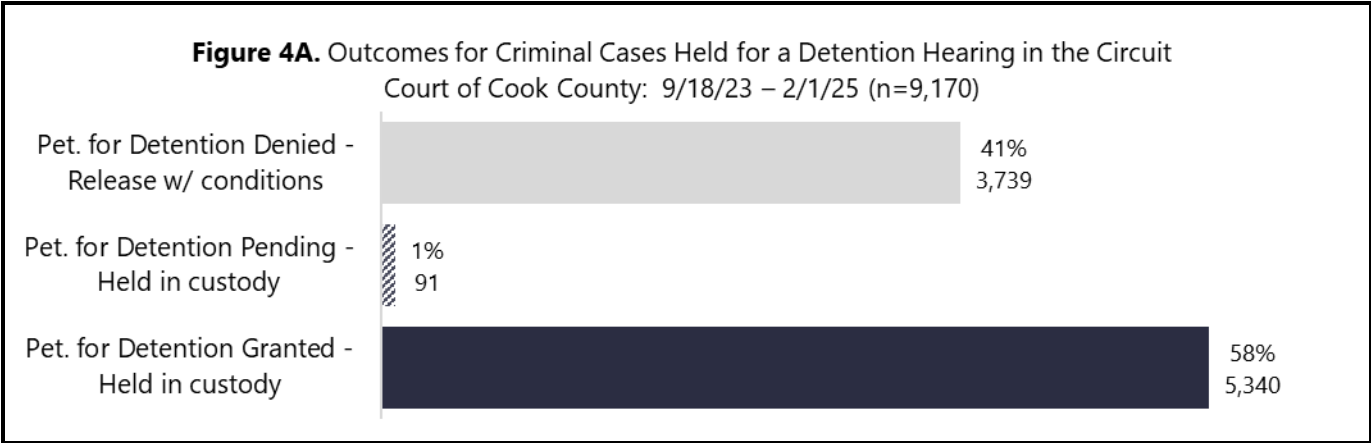 Figure 4A. Outcomes for Criminal Cases Held for a Detention Hearing in the Circuit
Court of Cook County: 9/18/23 – 2/1/25 (n=9,170)
Pet. for Detention Denied -
Release w/ conditions
41%
3,739
Pet. for Detention Pending -
Held in custody
1%
91
Pet. for Detention Granted -
Held in custody
58%
5,340